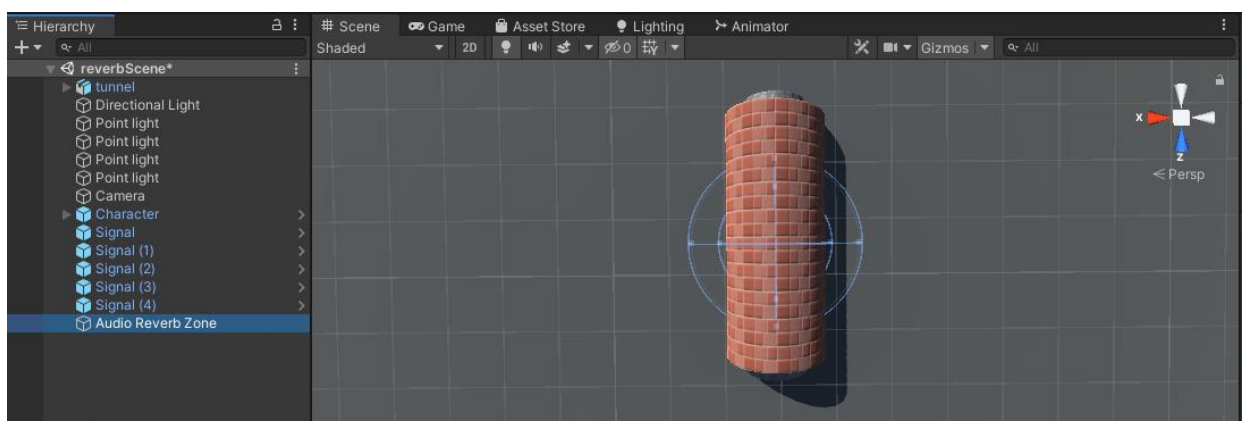 Hierarchy
All
reverbScene*
tunnel
Directional Light
Point light
Point light
Point light
Point light
Camera
Character
Signal
Signal (1)
Signal (2)
Signal (3)
Signal (4)
Audio Reverb Zone
Scene Game Asset Store Lighting Animator
Shaded 2D 0 Gizmos All
x
z
Persp